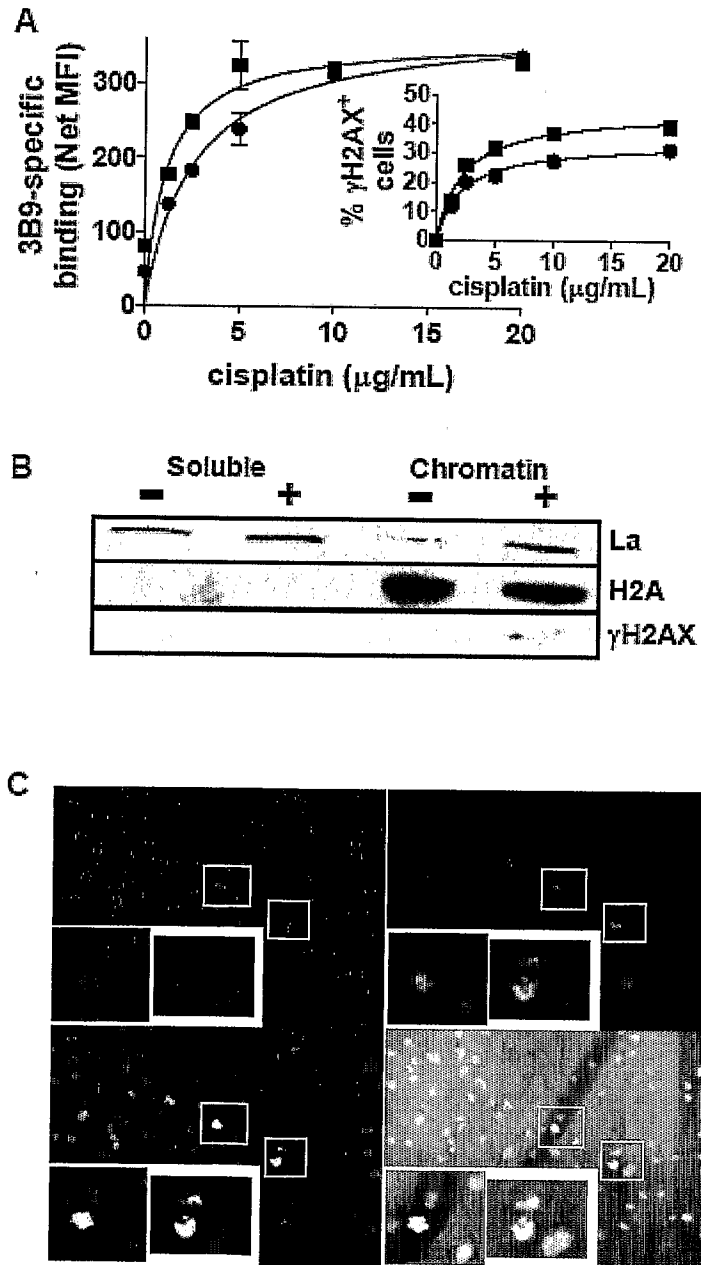 A
3B9-specific
binding (Net MFI)
300
200
100
0
0
5
10
15
20
cisplatin (μg/mL)
% γH2AX+
cells
50
40
30
20
10
0
0
5
10
15
20
cisplatin (μg/mL)
B
Soluble
Chromatin
− + − +
La
H2A
γH2AX
C